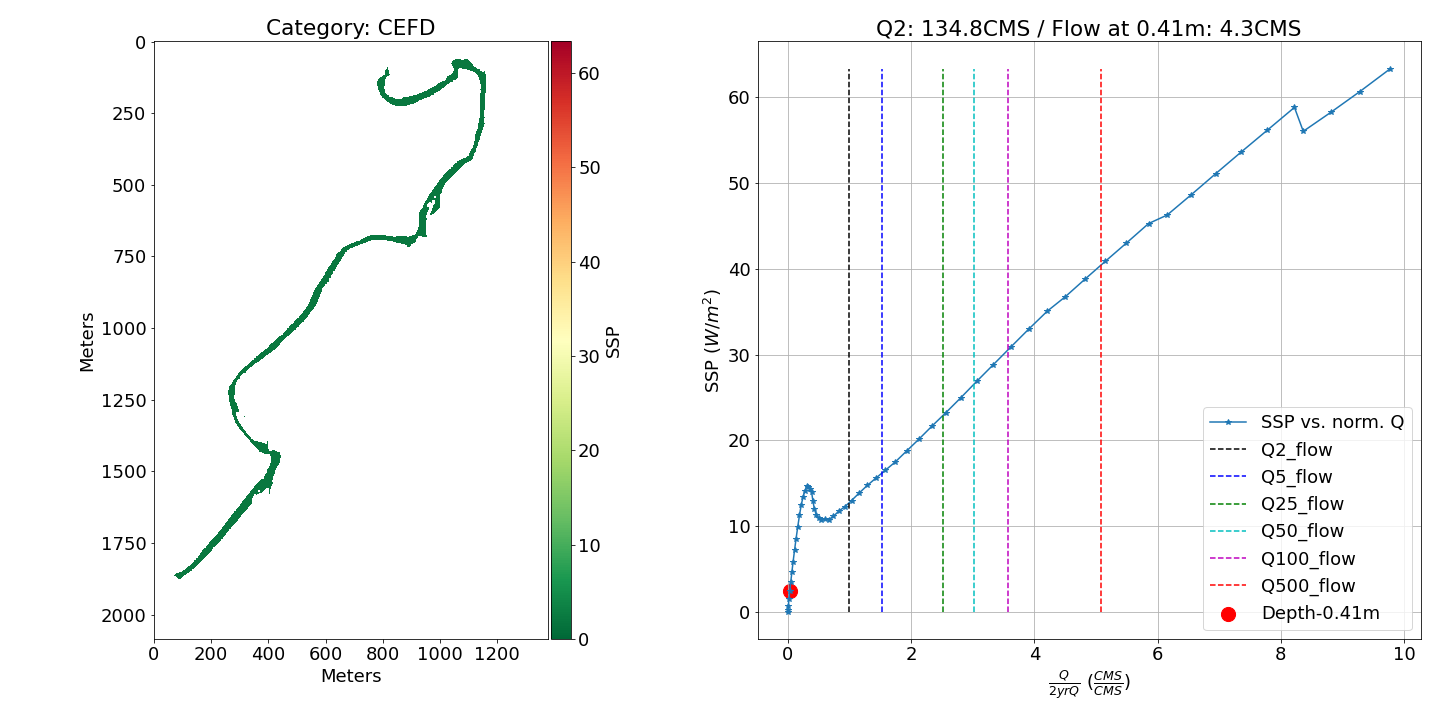 Category: CEFD
0
250
500
750
1000
1250
1500
1750
2000
Meters
0 200 400 600 800 1000 1200
Meters
60
50
40
30
20
10
0
SSP
Q2: 134.8CMS / Flow at 0.41m: 4.3CMS
60
50
40
30
20
10
0
SSP (W/m²)
0 2 4 6 8 10
Q/2yrQ (CMS/CMS)
SSP vs. norm. Q
Q2_flow
Q5_flow
Q25_flow
Q50_flow
Q100_flow
Q500_flow
Depth-0.41m